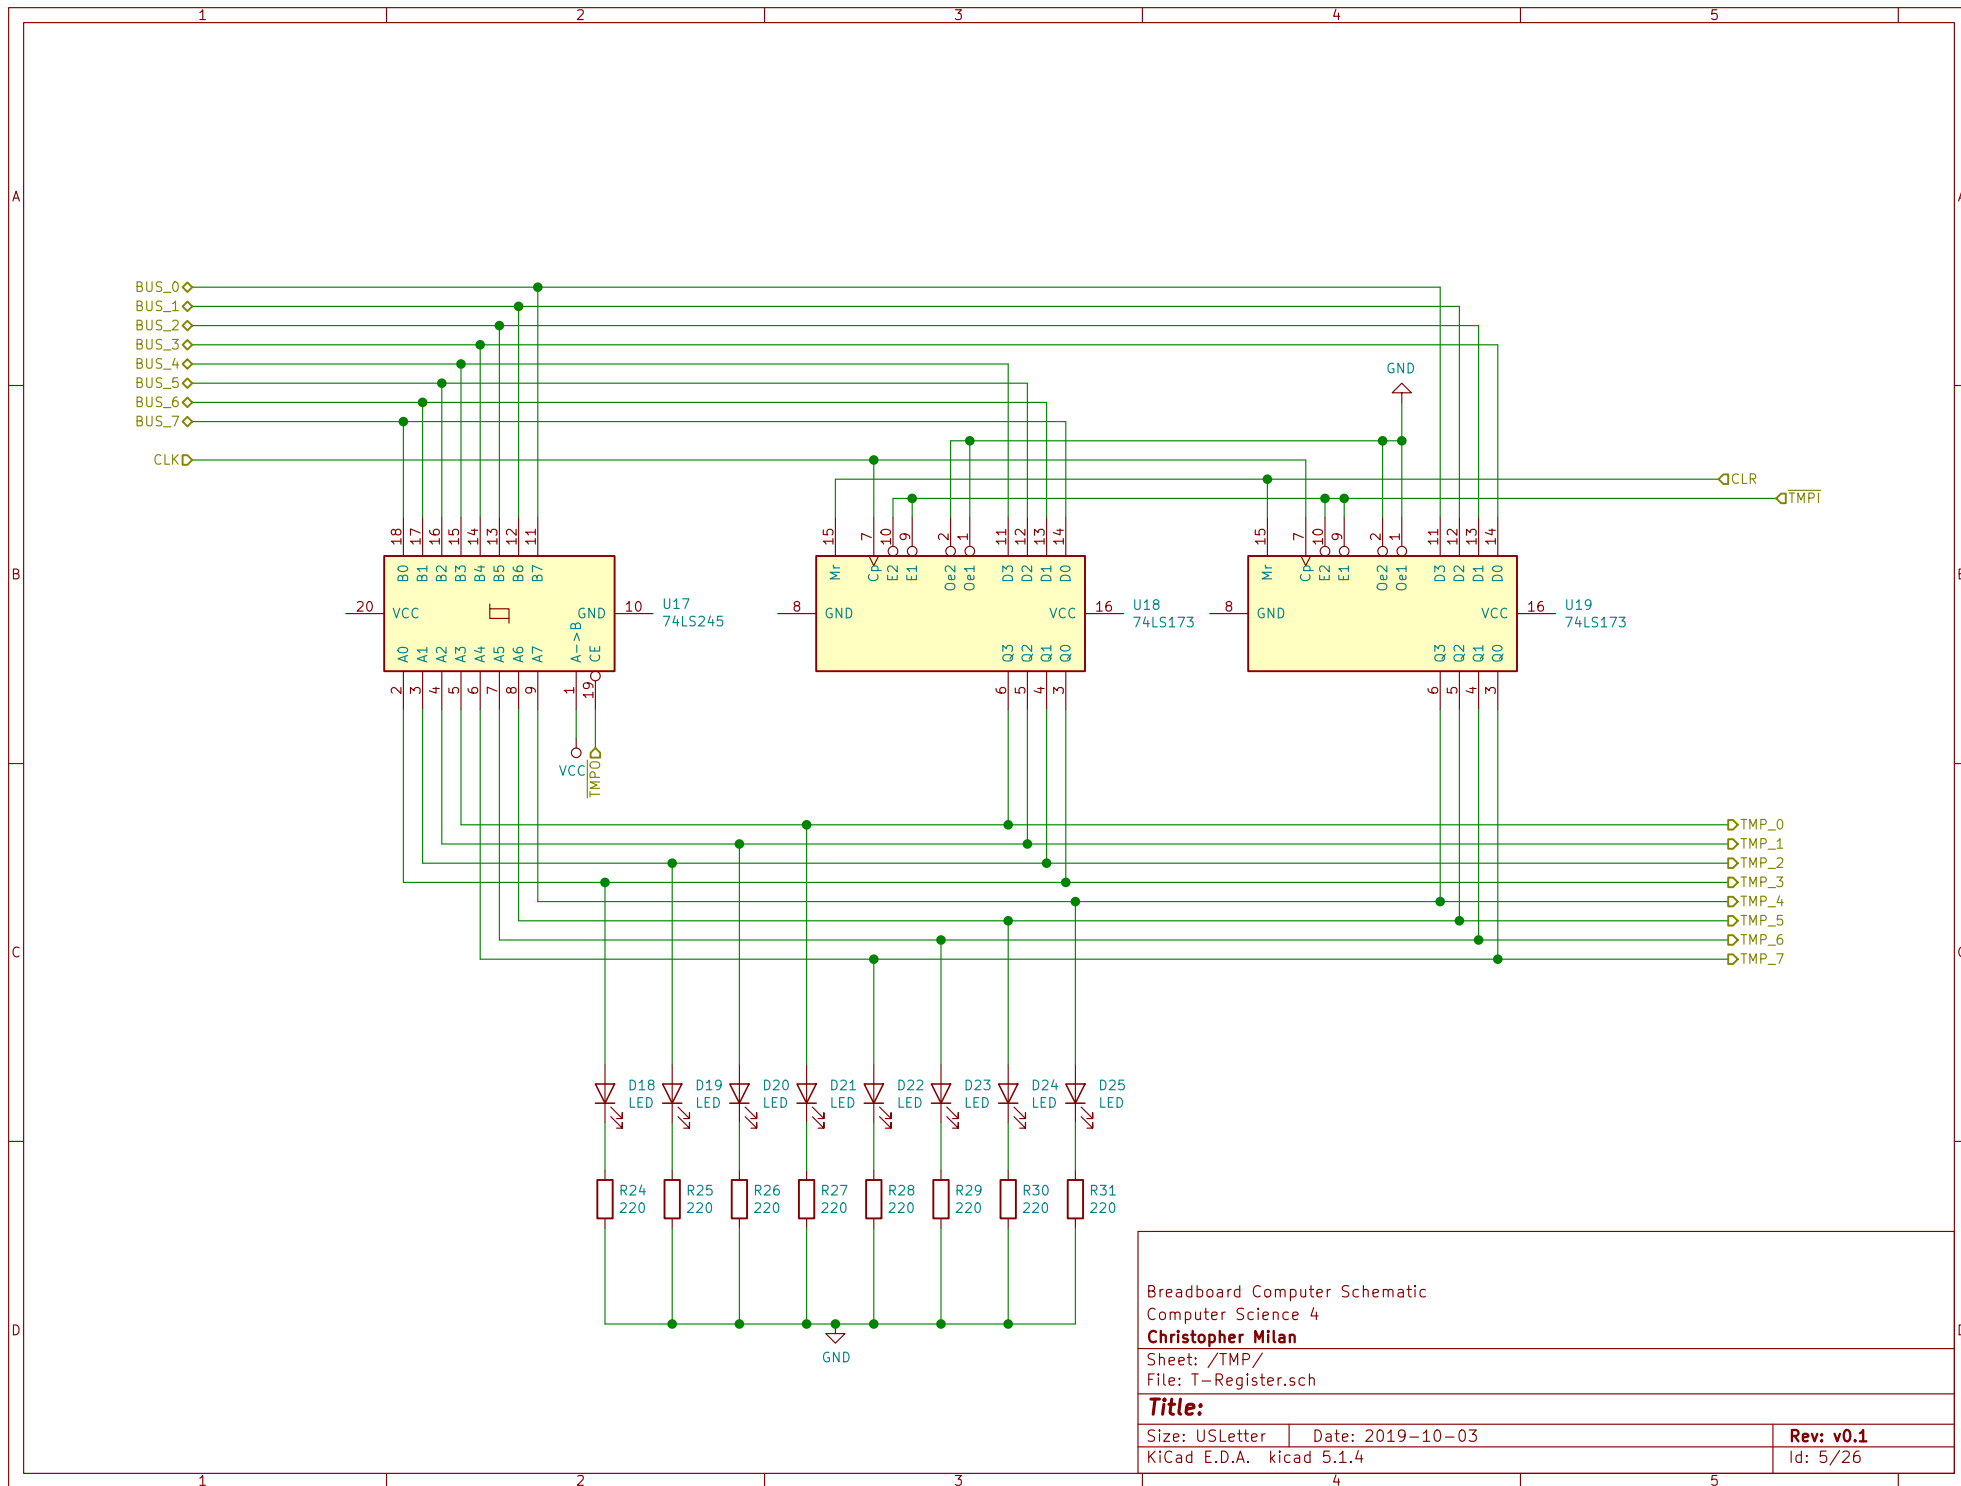 1 2 3 4 5
A A
BUS_0
BUS_1
BUS_2
BUS_3
BUS_4
BUS_5
BUS_6
BUS_7
CLK
GND
CLR
TMPI
18 17 16 15 14 13 12 11
15 7 10 9 2 1 11 12 13 14
15 7 10 9 2 1 11 12 13 14
B
B0 B1 B2 B3 B4 B5 B6 B7
20 VCC GND 10
A0 A1 A2 A3 A4 A5 A6 A7 A->B CE
2 3 4 5 6 7 8 9 1 19
U17
74LS245
VCC
TMPO
Mr Cp E2 E1 Oe2 Oe1 D3 D2 D1 D0
8 GND VCC 16
Q3 Q2 Q1 Q0
6 5 4 3
U18
74LS173
Mr Cp E2 E1 Oe2 Oe1 D3 D2 D1 D0
8 GND VCC 16
Q3 Q2 Q1 Q0
6 5 4 3
U19
74LS173
TMP_0
TMP_1
TMP_2
TMP_3
TMP_4
TMP_5
TMP_6
TMP_7
C
D18 D19 D20 D21 D22 D23 D24 D25
LED LED LED LED LED LED LED LED
R24 R25 R26 R27 R28 R29 R30 R31
220 220 220 220 220 220 220 220
D
GND
Breadboard Computer Schematic
Computer Science 4
Christopher Milan
Sheet: /TMP/
File: T-Register.sch
Title:
Size: USLetter Date: 2019-10-03 Rev: v0.1
KiCad E.D.A. kicad 5.1.4 Id: 5/26
1 2 3 4 5